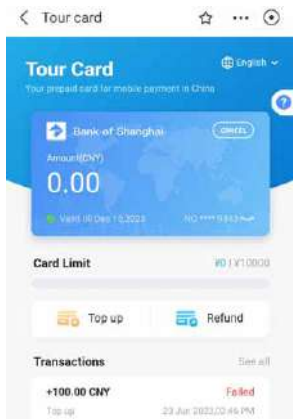 Tour card
Tour Card
English
Your prepaid card for mobile payment in China
Bank of Shanghai
CANCEL
Amount(CNY)
0.00
Valid till Dec
NO ****
Card Limit
¥0 | ¥10000
Top up
Refund
Transactions
See all
+100.00 CNY
Failed
Top up
23 Jun 2023,02:46 PM